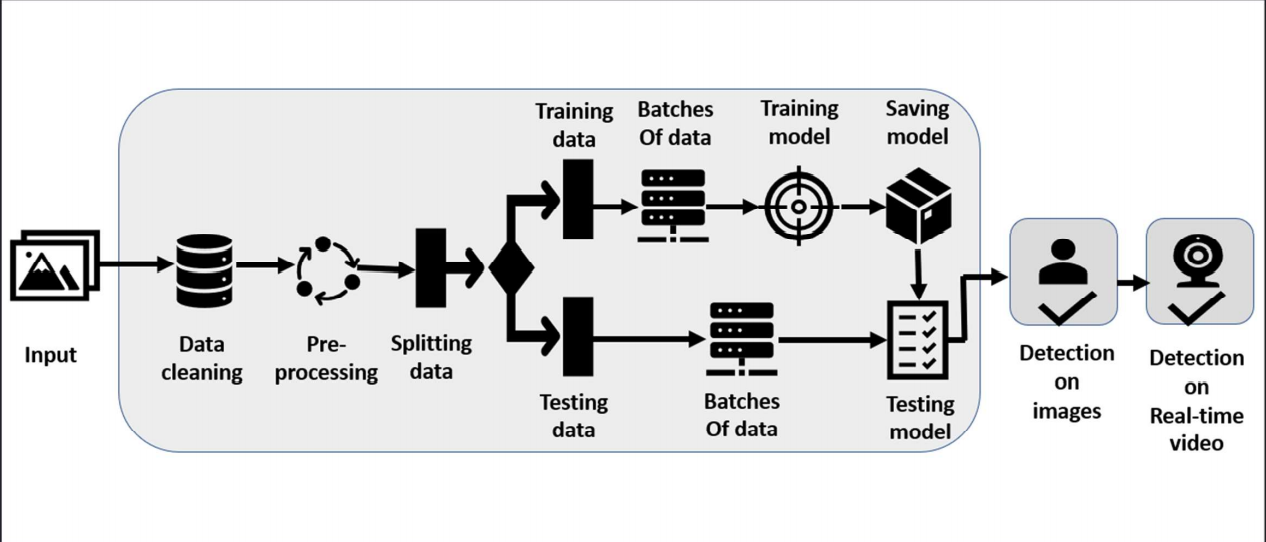 Training
data
Batches
Of data
Training
model
Saving
model
Input
Data
cleaning
Pre-
processing
Splitting
data
Testing
data
Batches
Of data
Testing
model
Detection
on
images
Detection
on
Real-time
video